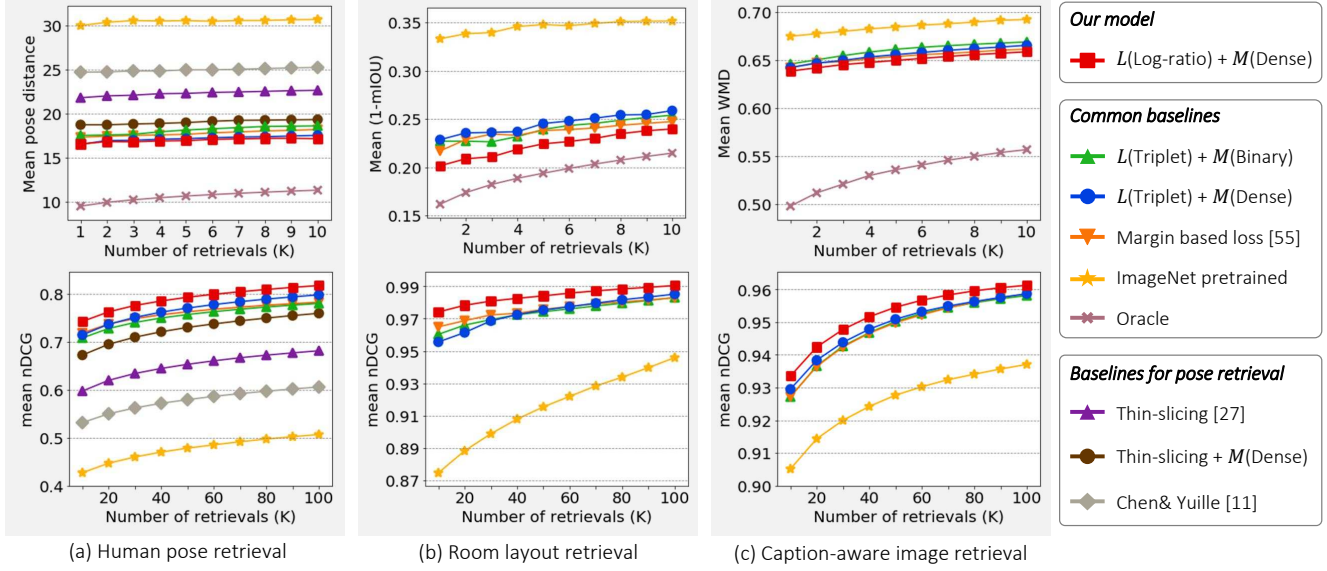 Mean pose distance
30
25
20
15
10
1 2 3 4 5 6 7 8 9 10
Number of retrievals (K)
Mean (1-mIOU)
0.35
0.30
0.25
0.20
0.15
2 4 6 8 10
Number of retrievals (K)
Mean WMD
0.70
0.65
0.60
0.55
0.50
2 4 6 8 10
Number of retrievals (K)
mean nDCG
0.8
0.7
0.6
0.5
0.4
20 40 60 80 100
Number of retrievals (K)
mean nDCG
0.99
0.97
0.95
0.93
0.91
0.89
0.87
20 40 60 80 100
Number of retrievals (K)
mean nDCG
0.96
0.95
0.94
0.93
0.92
0.91
0.90
20 40 60 80 100
Number of retrievals (K)
(a) Human pose retrieval
(b) Room layout retrieval
(c) Caption-aware image retrieval
Our model
L(Log-ratio) + M(Dense)
Common baselines
L(Triplet) + M(Binary)
L(Triplet) + M(Dense)
Margin based loss [55]
ImageNet pretrained
Oracle
Baselines for pose retrieval
Thin-slicing [27]
Thin-slicing + M(Dense)
Chen& Yuille [11]